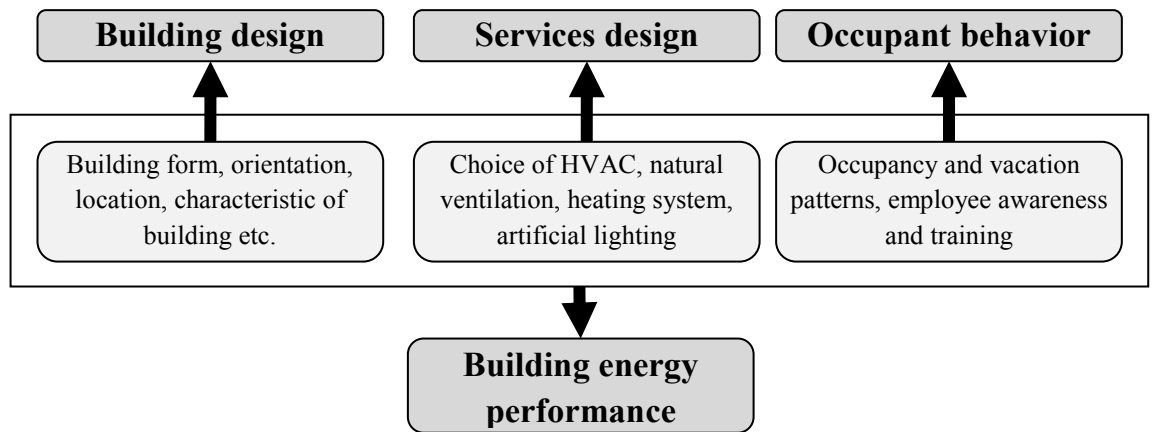 Building design
Services design
Occupant behavior
Building form, orientation,
location, characteristic of
building etc.
Choice of HVAC, natural
ventilation, heating system,
artificial lighting
Occupancy and vacation
patterns, employee awareness
and training
Building energy
performance